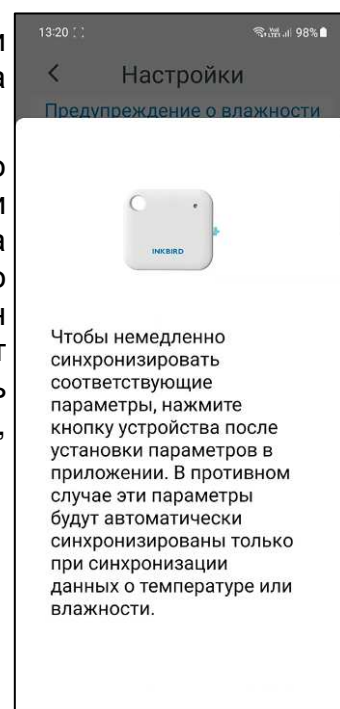 13:20
98%
Настройки
Предупреждение о влажности
INKBIRD
Чтобы немедленно
синхронизировать
соответствующие
параметры, нажмите
кнопку устройства после
установки параметров в
приложении. В противном
случае эти параметры
будут автоматически
синхронизированы только
при синхронизации
данных о температуре или
влажности.